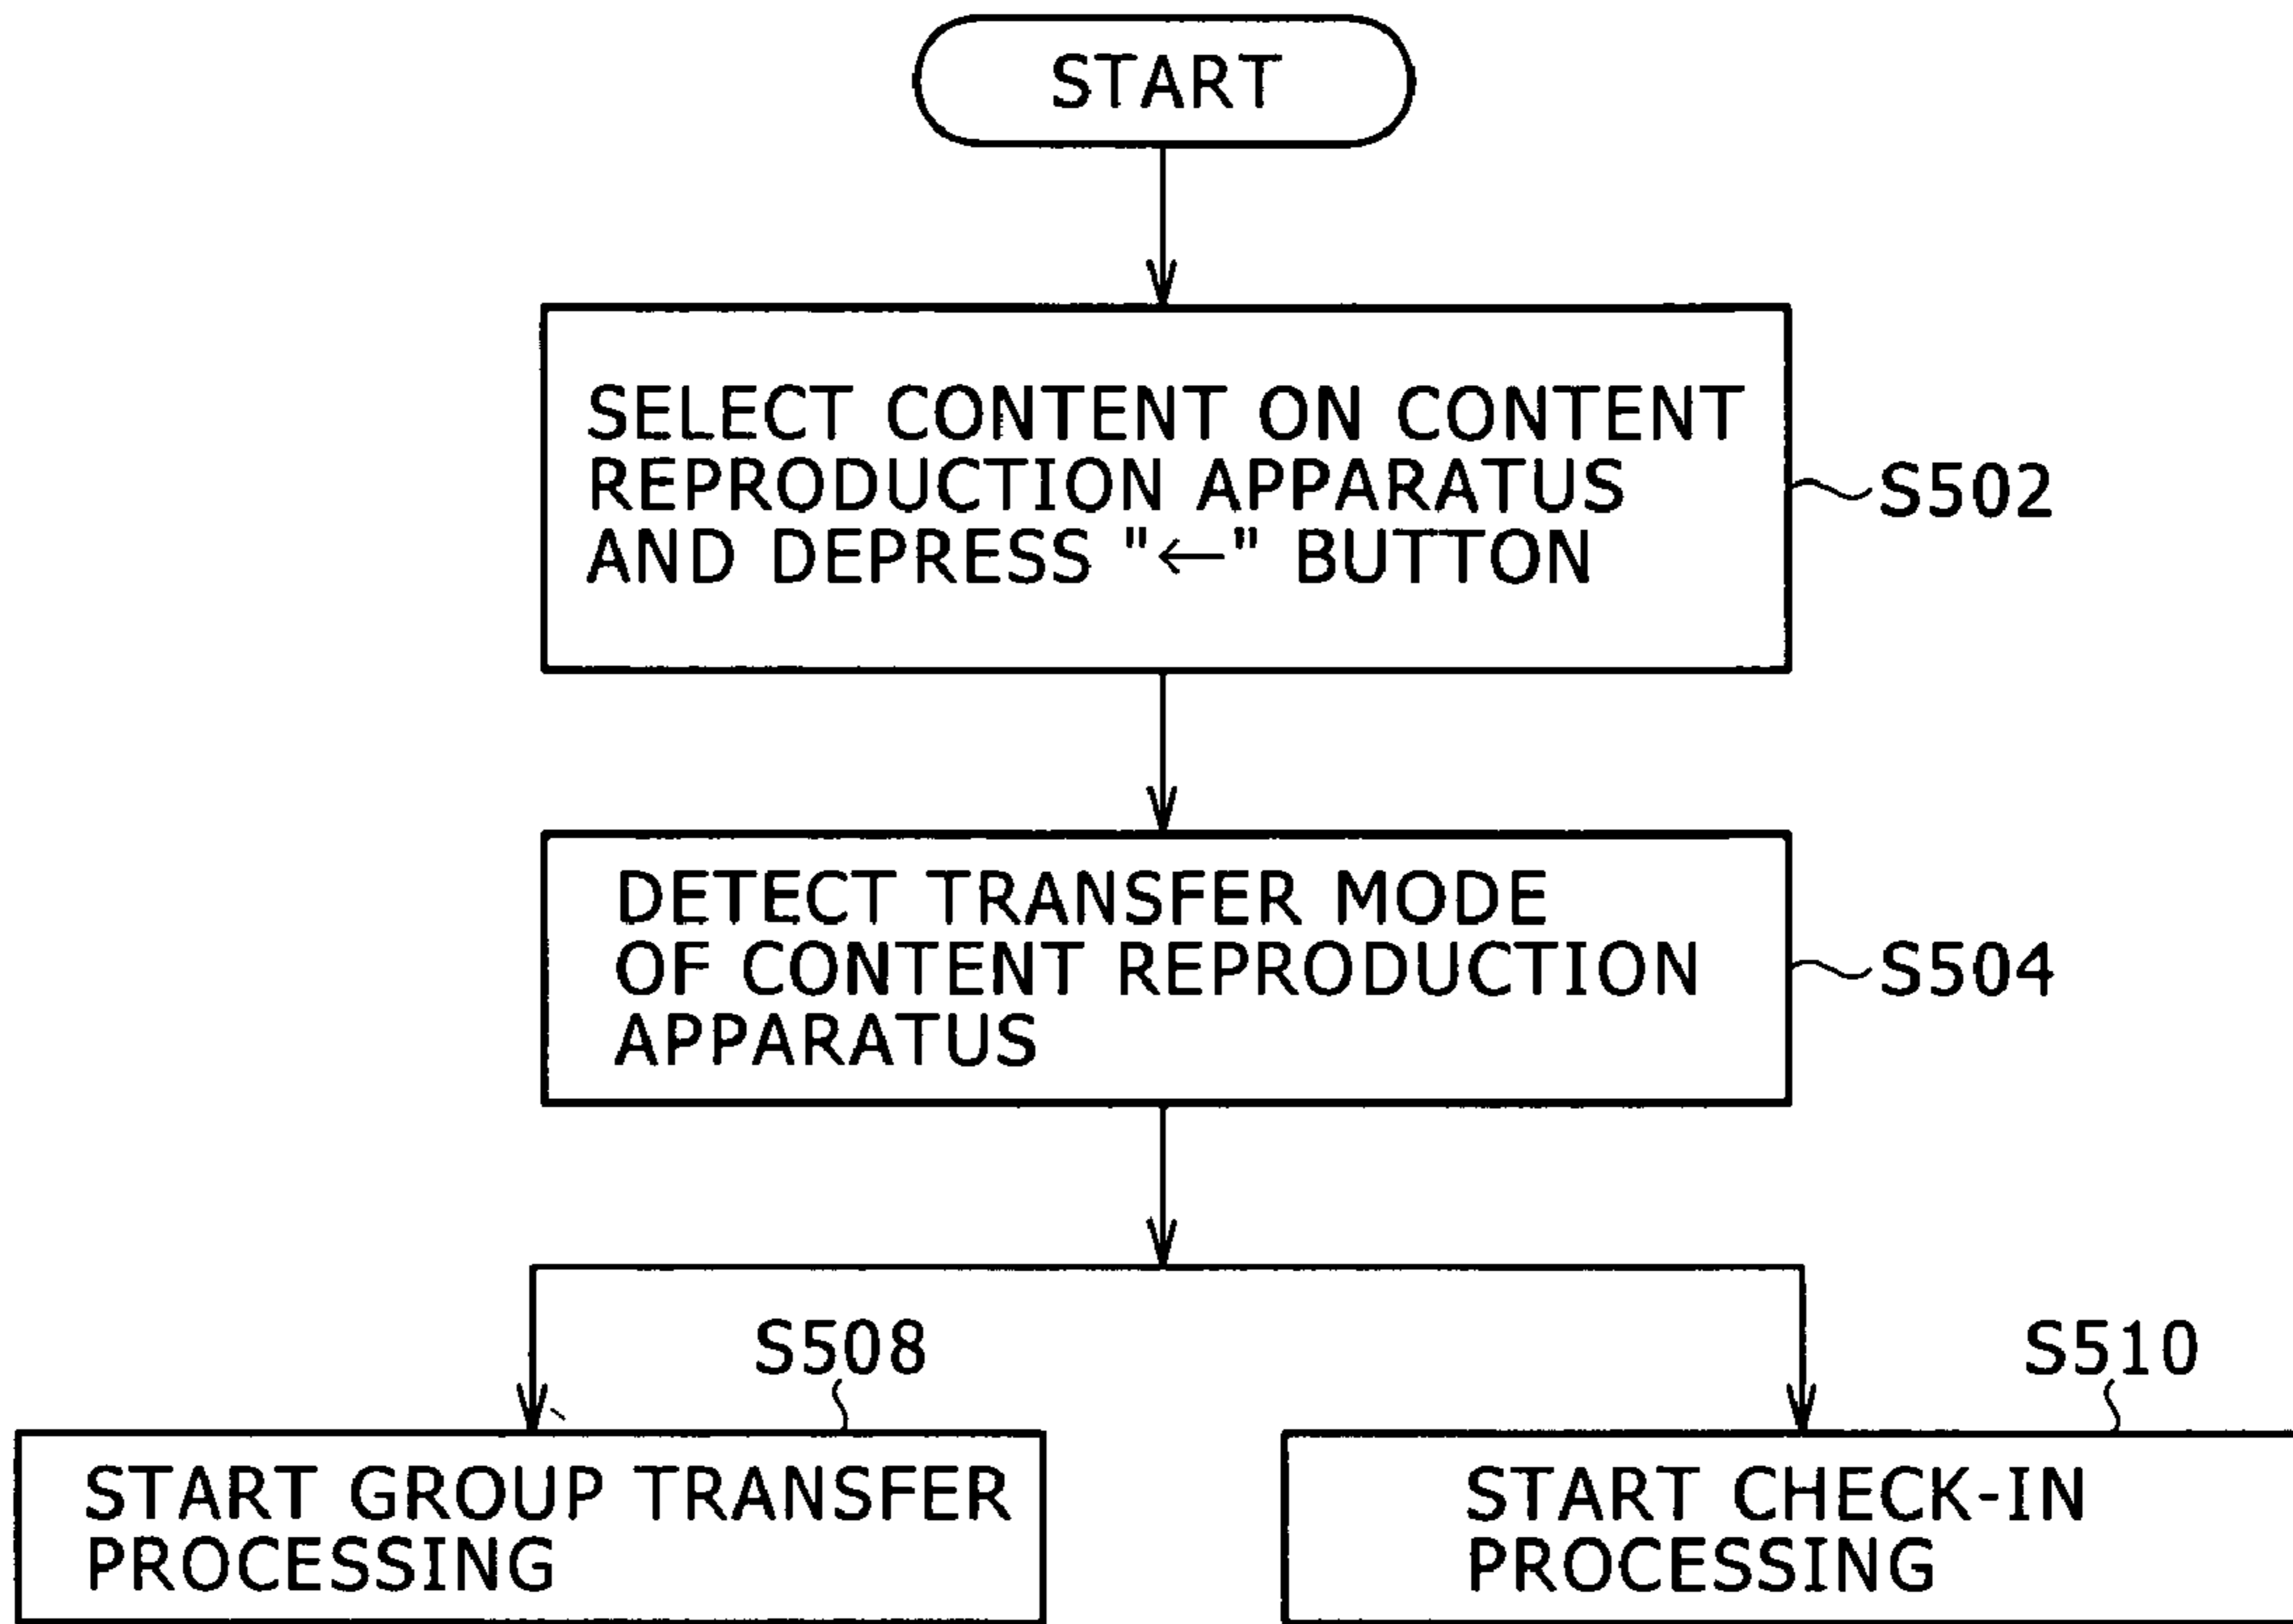 START
SELECT CONTENT ON CONTENT
REPRODUCTION APPARATUS
AND DEPRESS "←" BUTTON
S502
DETECT TRANSFER MODE
OF CONTENT REPRODUCTION
APPARATUS
S504
S508
START GROUP TRANSFER
PROCESSING
S510
START CHECK-IN
PROCESSING